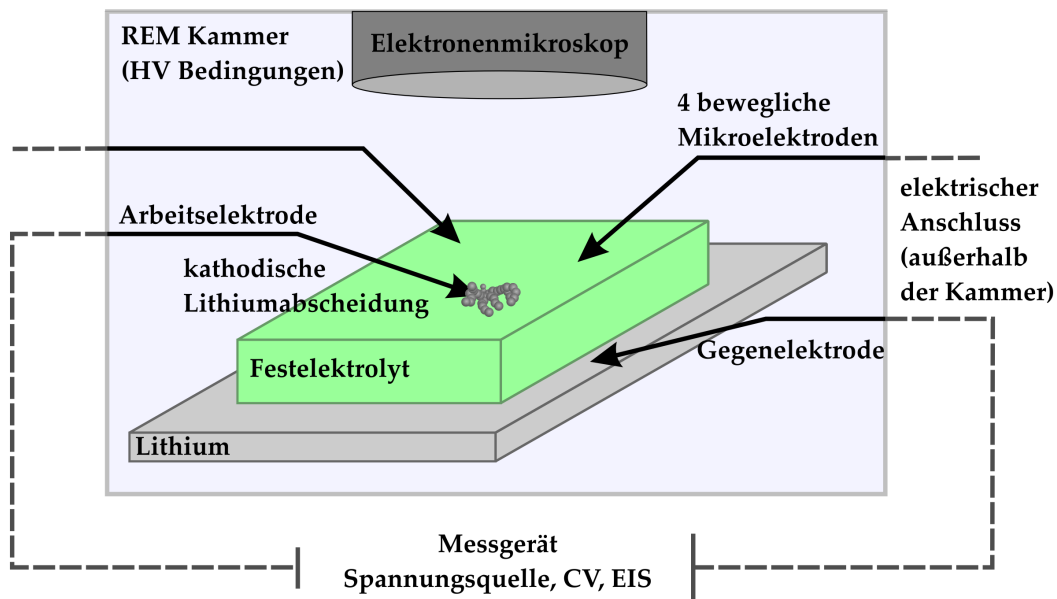 REM Kammer
(HV Bedingungen)
Elektronenmikroskop
4 bewegliche
Mikroelektroden
elektrischer
Anschluss
(außerhalb
der Kammer)
Arbeitselektrode
kathodische
Lithiumabscheidung
Gegenelektrode
Festelektrolyt
Lithium
Messgerät
Spannungsquelle, CV, EIS